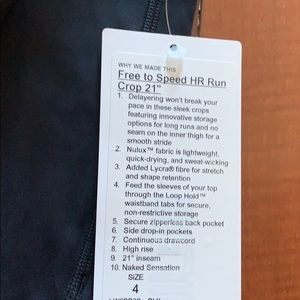 WHY WE MADE THIS
Free to Speed HR Run
Crop 21"
1. Delayering won't break your
pace in these sleek crops
featuring innovative storage
options for long runs and no
seam on the inner thigh for a
smooth stride
2. Nulux™ fabric is lightweight,
quick-drying, and sweat-wicking
3. Added Lycra® fibre for stretch
and shape retention
4. Feed the sleeves of your top
through the Loop Hold™
waistband tabs for secure,
non-restrictive storage
5. Secure zipperless back pocket
6. Side drop-in pockets
7. Continuous drawcord
8. High rise
9. 21" inseam
10. Naked Sensation
SIZE
4